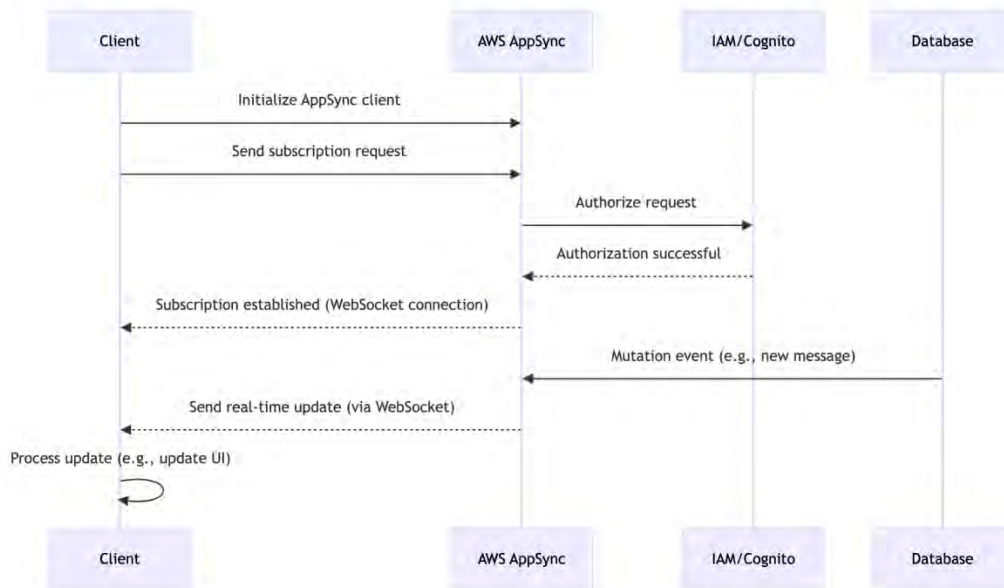 Client
AWS AppSync
IAM/Cognito
Database
Initialize AppSync client
Send subscription request
Authorize request
Authorization successful
Subscription established (WebSocket connection)
Mutation event (e.g., new message)
Send real-time update (via WebSocket)
Process update (e.g., update UI)
Client
AWS AppSync
IAM/Cognito
Database